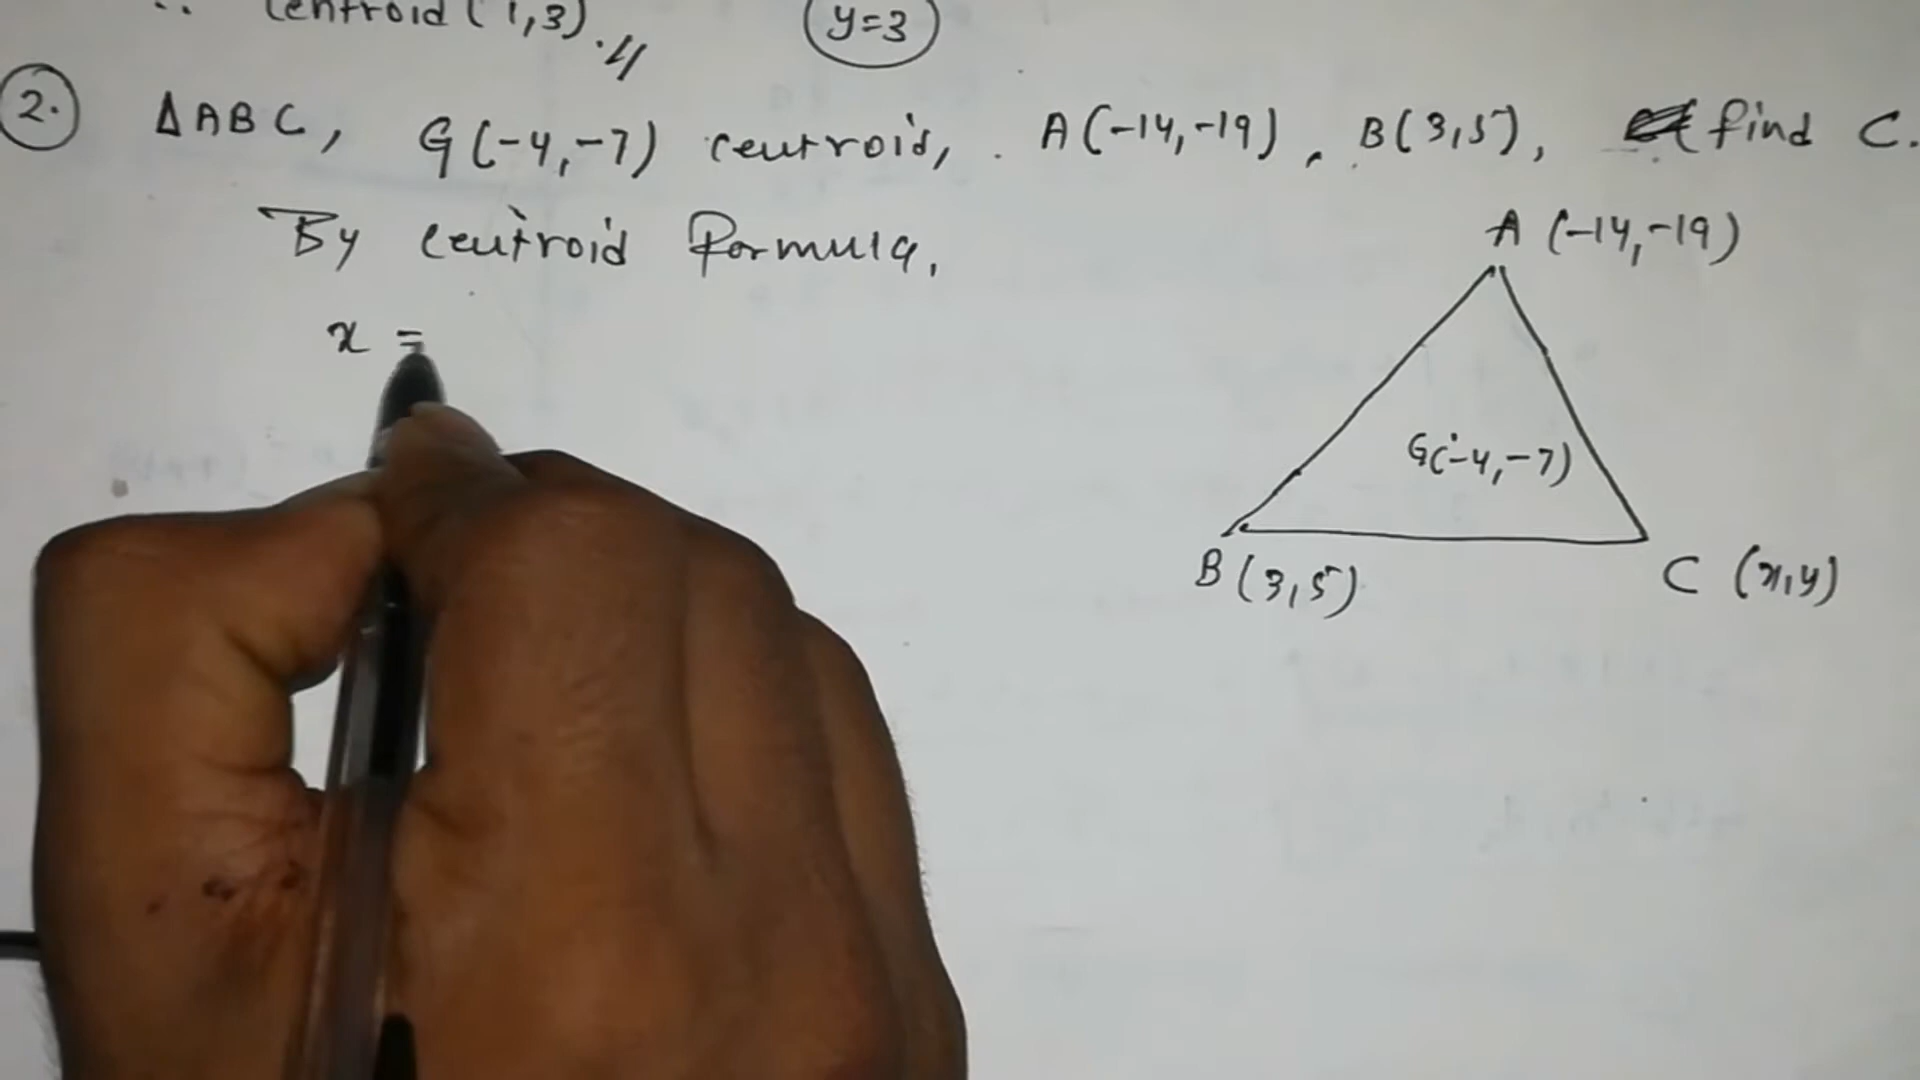 ∴ Centroid (1,3).
y=3
2. ΔABC, G(-4,-7) centroid, A(-14,-19), B(3,5), find C.
By centroid formula,
x =
A (-14,-19)
G(-4,-7)
B (3,5)
C (x,y)